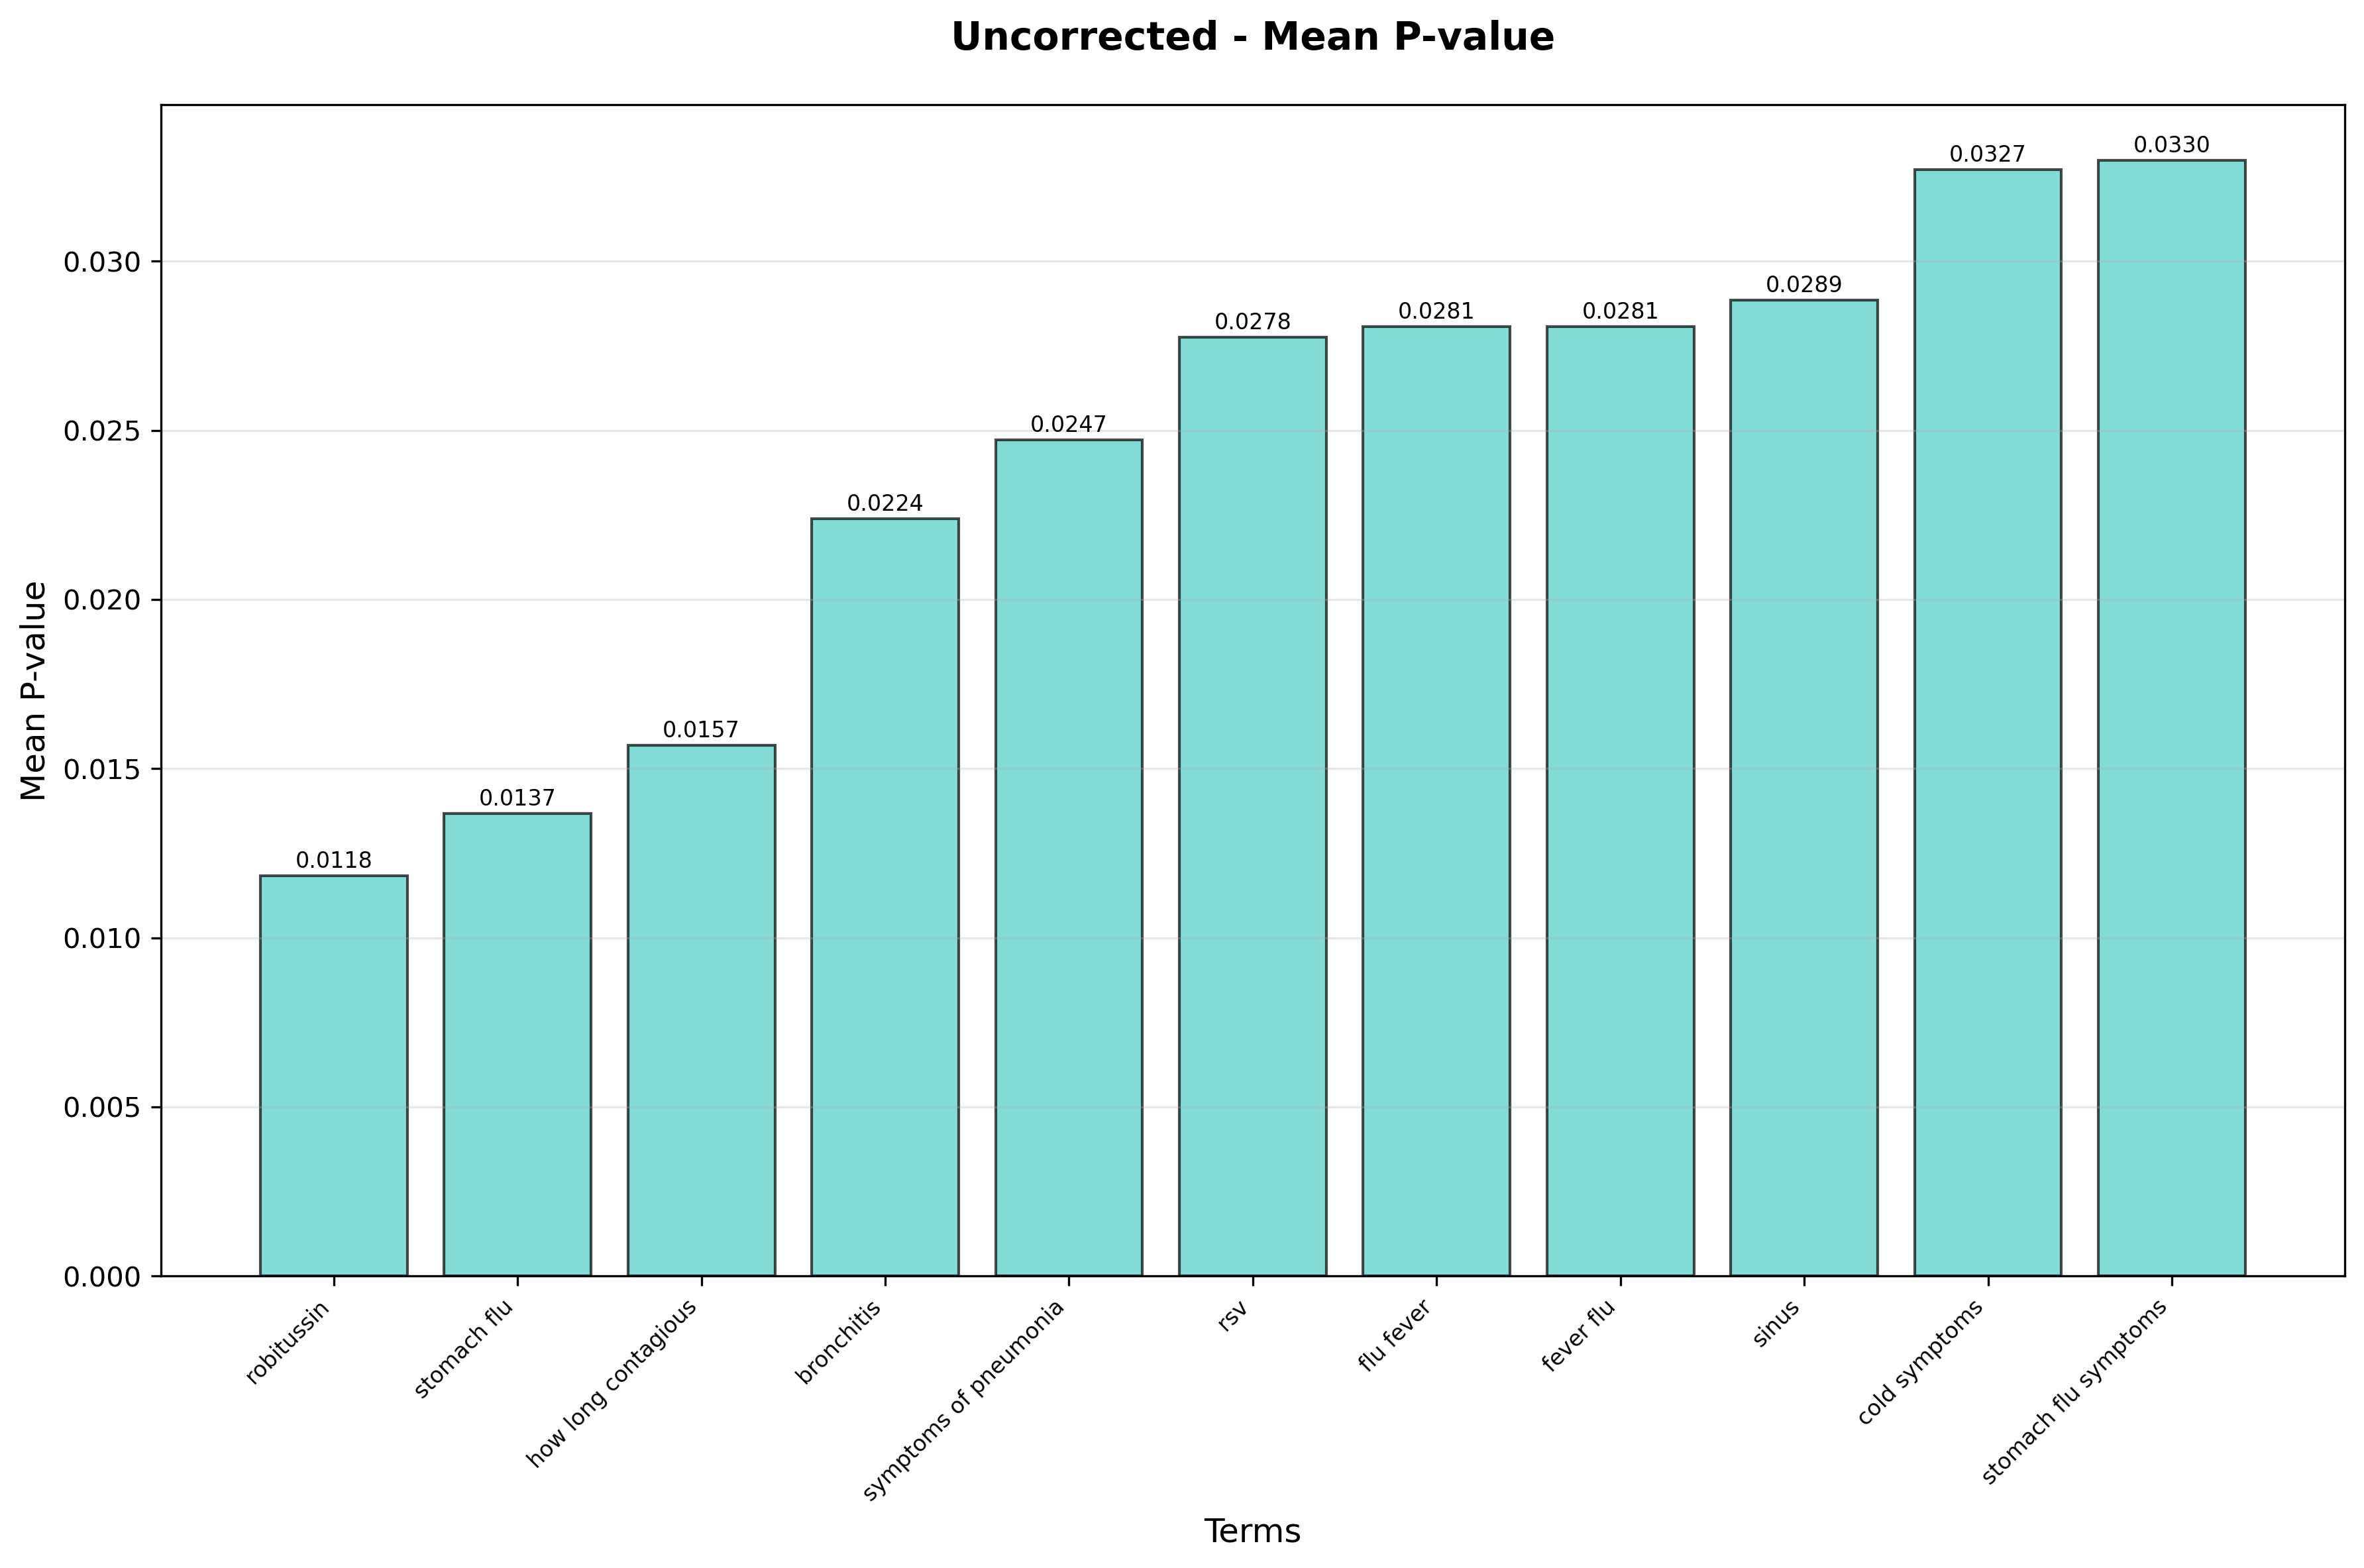 Uncorrected - Mean P-value
Mean P-value
0.030
0.025
0.020
0.015
0.010
0.005
0.000
0.0118
0.0137
0.0157
0.0224
0.0247
0.0278
0.0281
0.0281
0.0289
0.0327
0.0330
robitussin
stomach flu
how long contagious
bronchitis
symptoms of pneumonia
rsv
flu fever
fever flu
sinus
cold symptoms
stomach flu symptoms
Terms